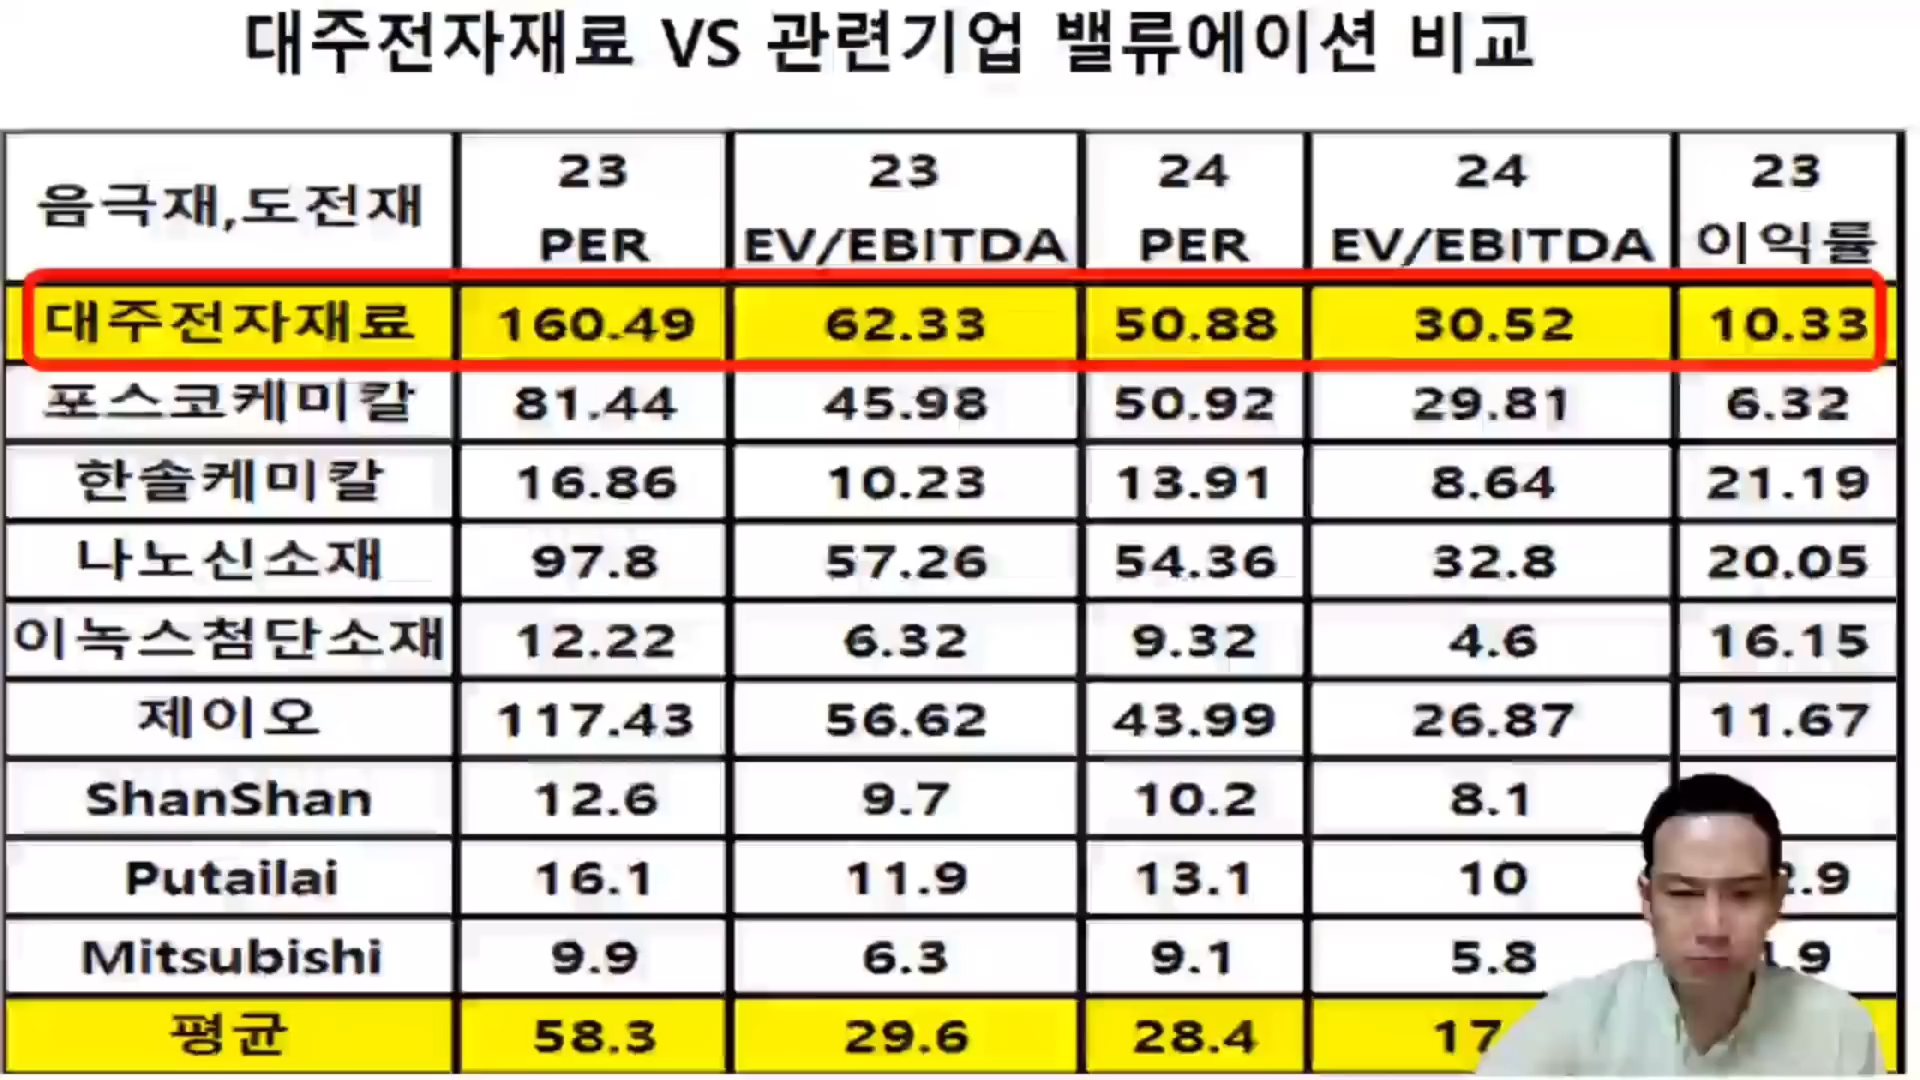 대주전자재료 VS 관련기업 밸류에이션 비교
음극재,도전재 23 PER 23 EV/EBITDA 24 PER 24 EV/EBITDA 23 이익률
대주전자재료 160.49 62.33 50.88 30.52 10.33
포스코케미칼 81.44 45.98 50.92 29.81 6.32
한솔케미칼 16.86 10.23 13.91 8.64 21.19
나노신소재 97.8 57.26 54.36 32.8 20.05
이녹스첨단소재 12.22 6.32 9.32 4.6 16.15
제이오 117.43 56.62 43.99 26.87 11.67
ShanShan 12.6 9.7 10.2 8.1
Putailai 16.1 11.9 13.1 10
Mitsubishi 9.9 6.3 9.1 5.8
평균 58.3 29.6 28.4